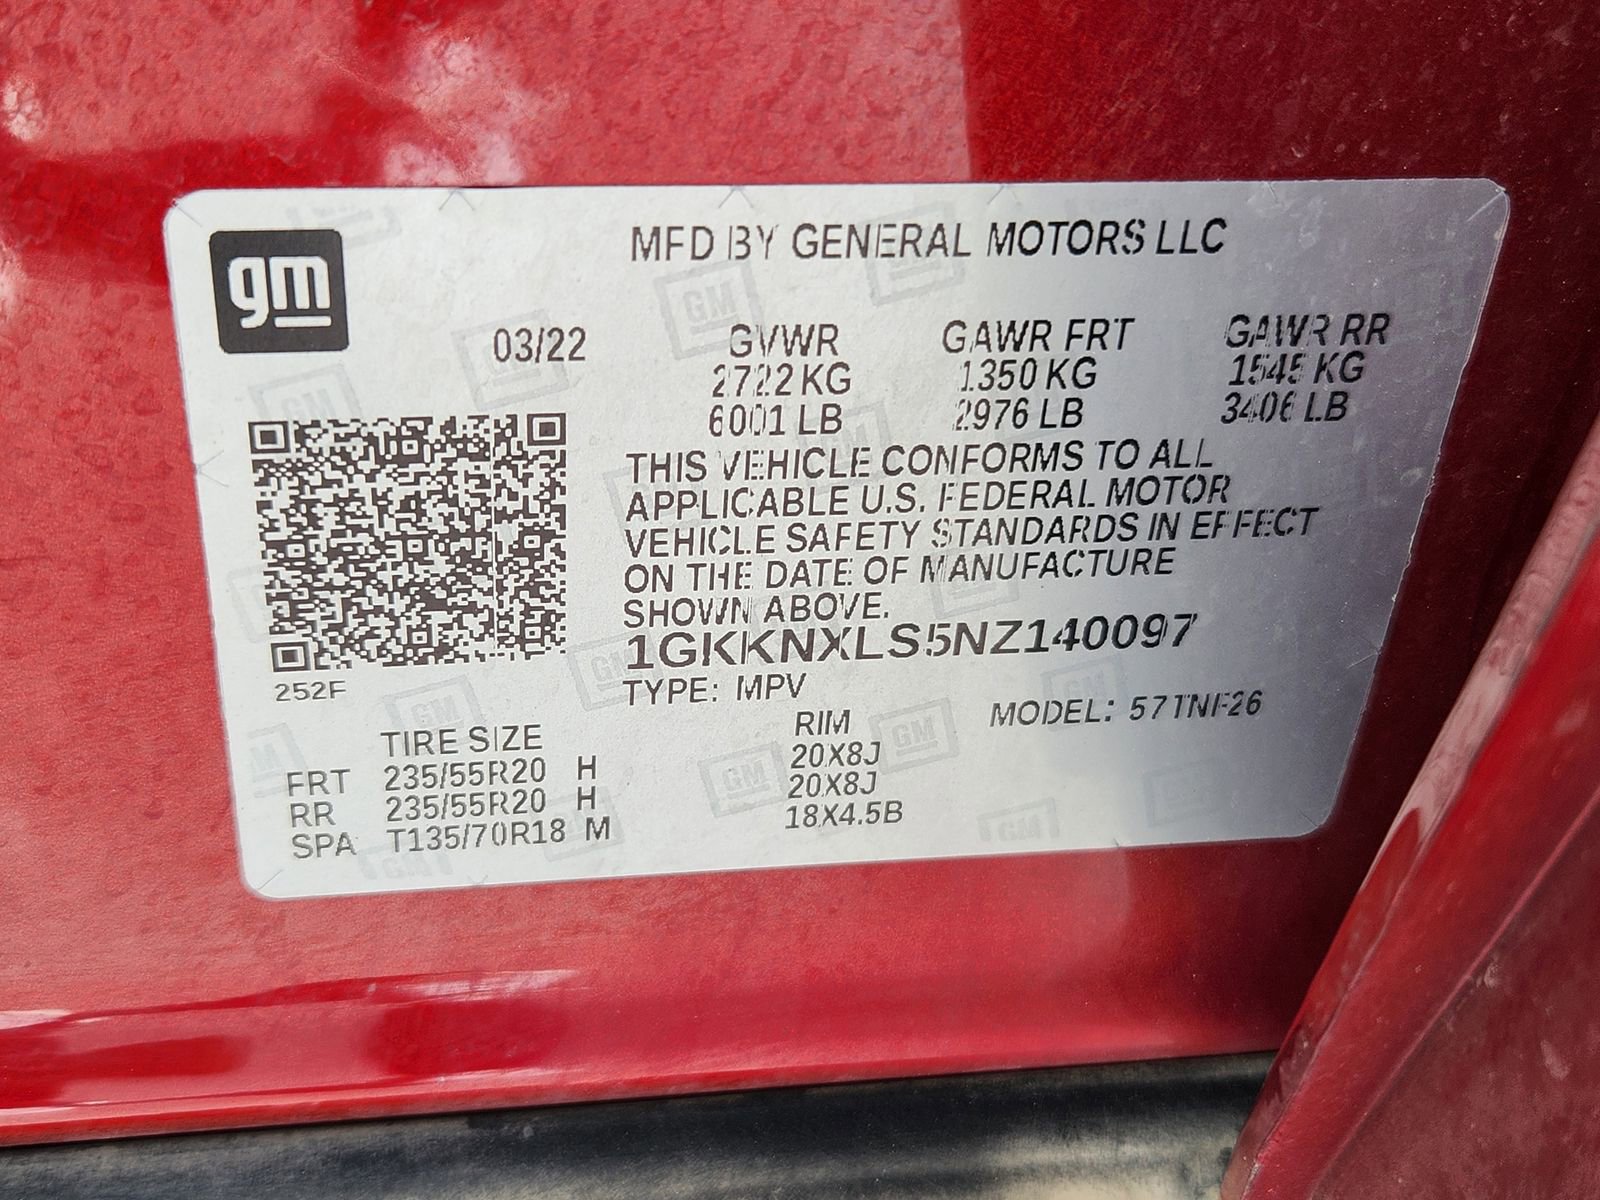 gm
MFD BY GENERAL MOTORS LLC
03/22 GVWR GAWR FRT GAWR RR
2722 KG 1350 KG 1545 KG
6001 LB 2976 LB 3406 LB
THIS VEHICLE CONFORMS TO ALL
APPLICABLE U.S. FEDERAL MOTOR
VEHICLE SAFETY STANDARDS IN EFFECT
ON THE DATE OF MANUFACTURE
SHOWN ABOVE.
1GKKNXLS5NZ140097
252F
TYPE: MPV
MODEL: 571NF26
TIRE SIZE RIM
FRT 235/55R20 H 20X8J
RR 235/55R20 H 20X8J
SPA T135/70R18 M 18X4.5B